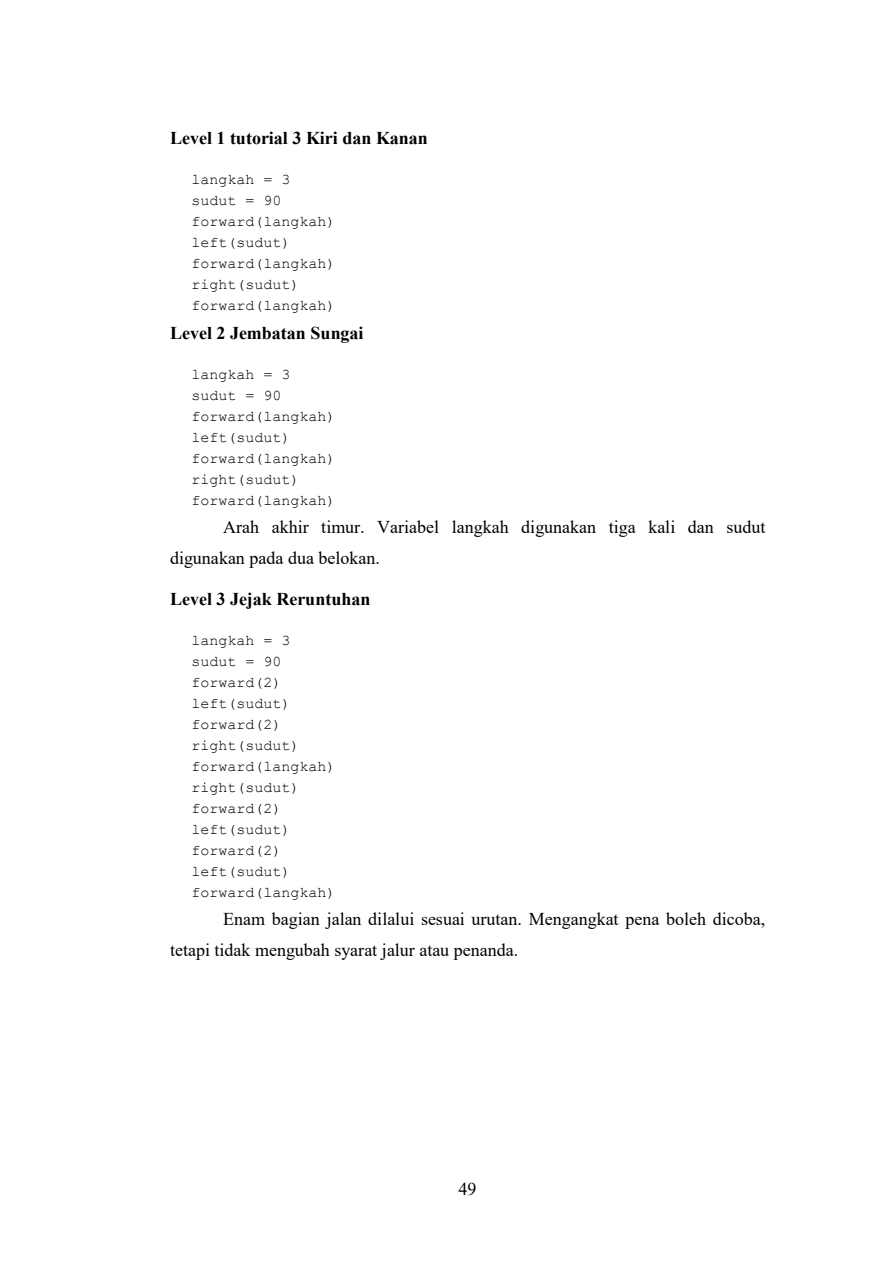 Level 1 tutorial 3 Kiri dan Kanan
langkah = 3
sudut = 90
forward(langkah)
left(sudut)
forward(langkah)
right(sudut)
forward(langkah)
Level 2 Jembatan Sungai
langkah = 3
sudut = 90
forward(langkah)
left(sudut)
forward(langkah)
right(sudut)
forward(langkah)
Arah akhir timur. Variabel langkah digunakan tiga kali dan sudut
digunakan pada dua belokan.
Level 3 Jejak Reruntuhan
langkah = 3
sudut = 90
forward(2)
left(sudut)
forward(2)
right(sudut)
forward(langkah)
right(sudut)
forward(2)
left(sudut)
forward(2)
left(sudut)
forward(langkah)
Enam bagian jalan dilalui sesuai urutan. Mengangkat pena boleh dicoba,
tetapi tidak mengubah syarat jalur atau penanda.
49